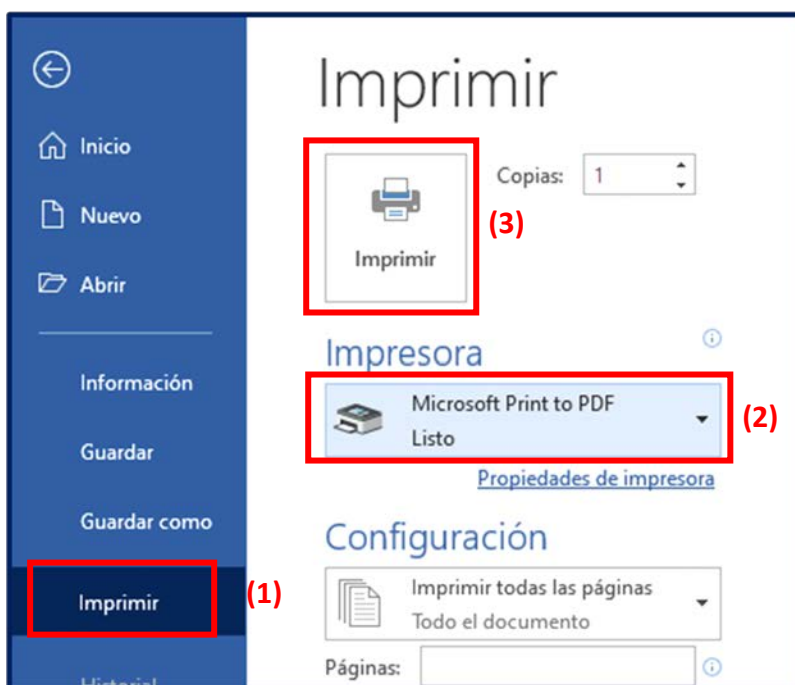 Imprimir
Inicio
Nuevo
Abrir
Información
Guardar
Guardar como
Imprimir
(1)
Copias: 1
Imprimir
(3)
Impresora
Microsoft Print to PDF
Listo
(2)
Propiedades de impresora
Configuración
Imprimir todas las páginas
Todo el documento
Páginas: